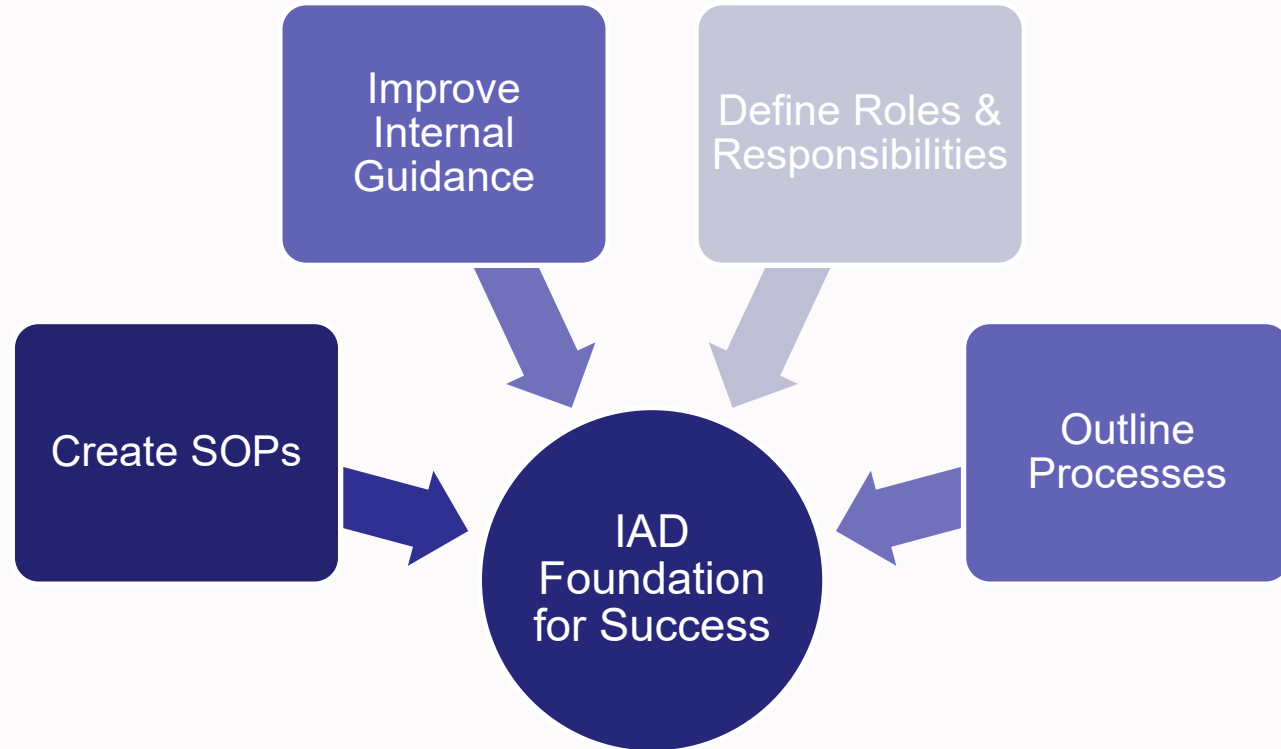 Improve
Internal
Guidance
Define Roles &
Responsibilities
Create SOPs
Outline
Processes
IAD
Foundation
for Success